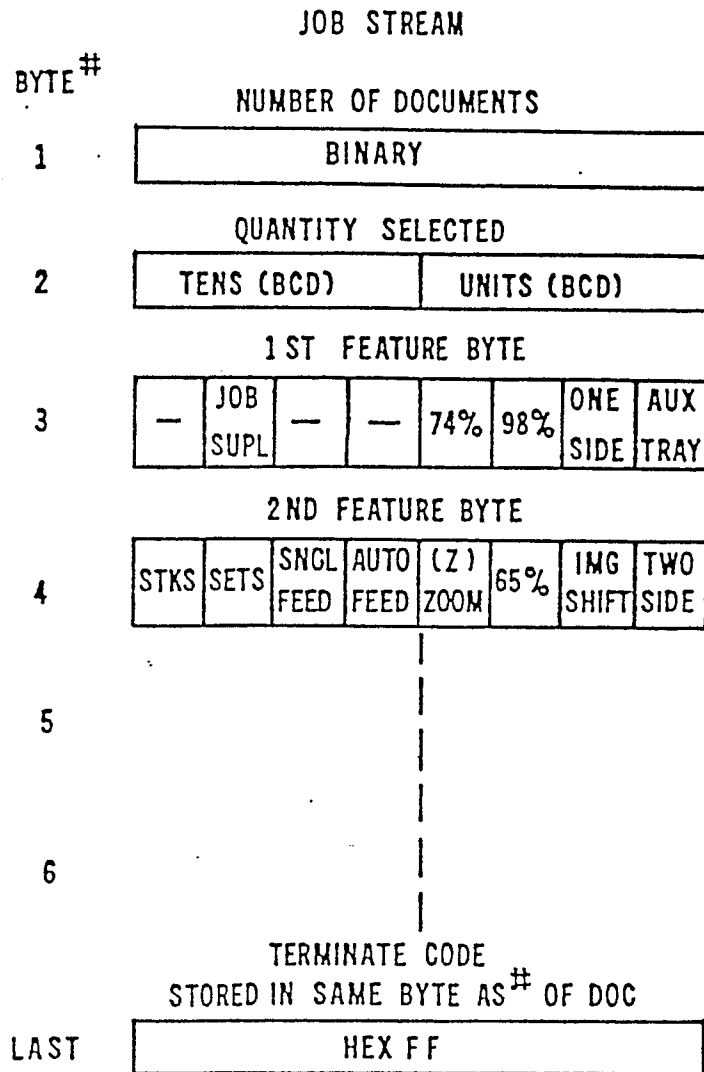 JOB STREAM
BYTE #
NUMBER OF DOCUMENTS
1 BINARY
QUANTITY SELECTED
2 TENS (BCD) UNITS (BCD)
1ST FEATURE BYTE
3 — JOB SUPL — — 74% 98% ONE SIDE AUX TRAY
2ND FEATURE BYTE
4 STKS SETS SNGL FEED AUTO FEED (Z) ZOOM 65% IMG SHIFT TWO SIDE
5
6
TERMINATE CODE
STORED IN SAME BYTE AS # OF DOC
LAST HEX FF